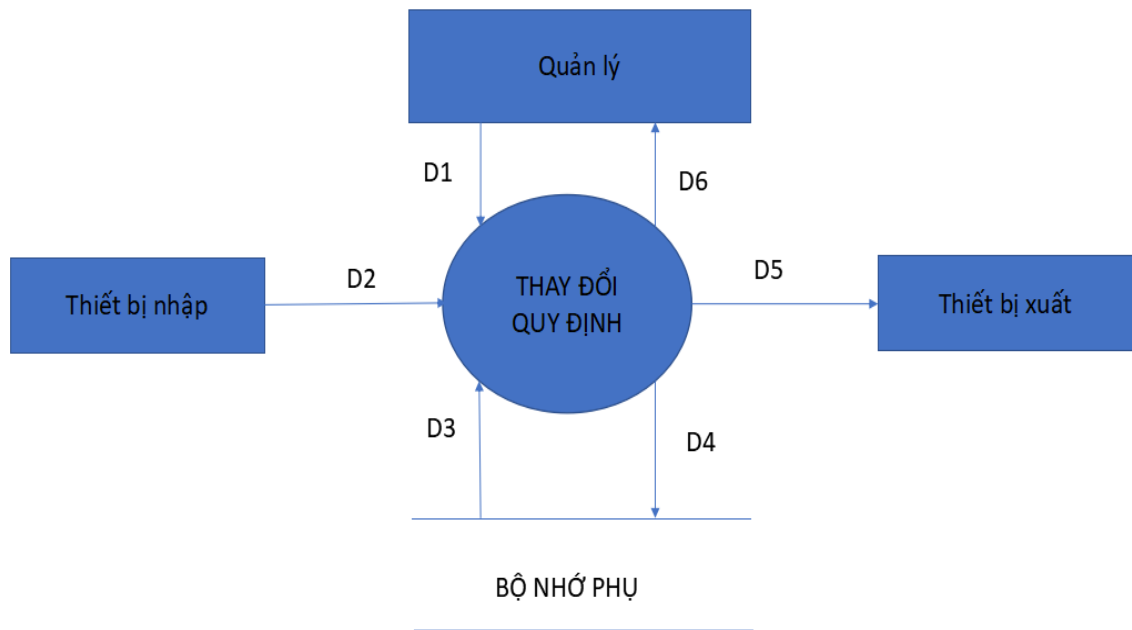 Quản lý
D1
D6
D2
D5
Thiết bị nhập
THAY ĐỔI
QUY ĐỊNH
Thiết bị xuất
D3
D4
BỘ NHỚ PHỤ